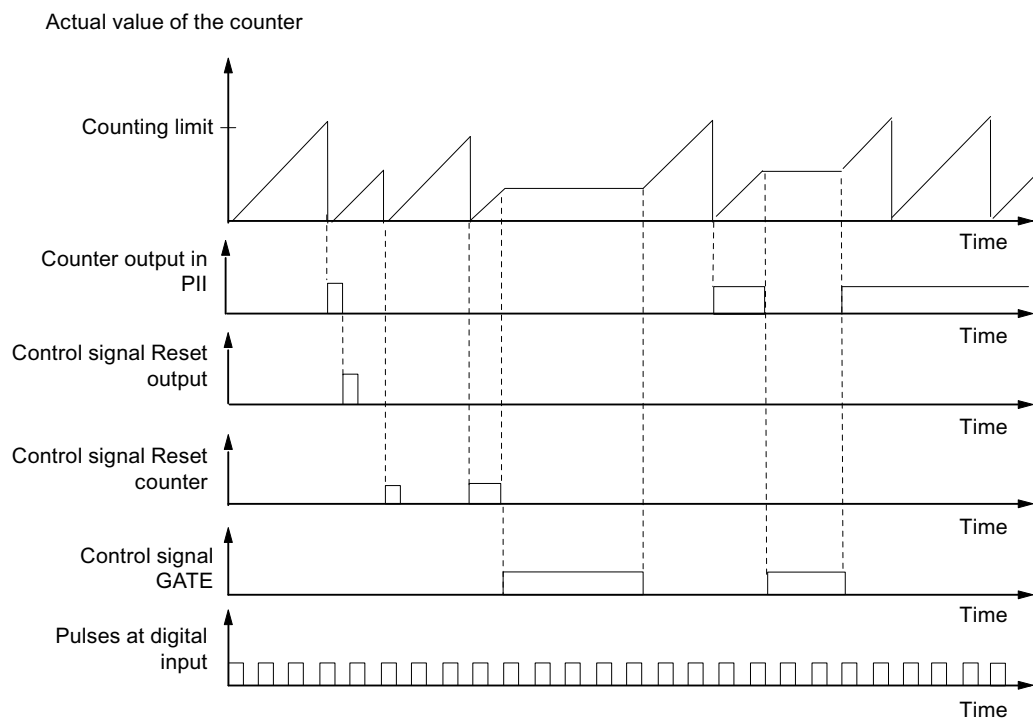 Actual value of the counter
Counting limit
Time
Counter output in
PII
Time
Control signal Reset
output
Time
Control signal Reset
counter
Time
Control signal
GATE
Time
Pulses at digital
input
Time